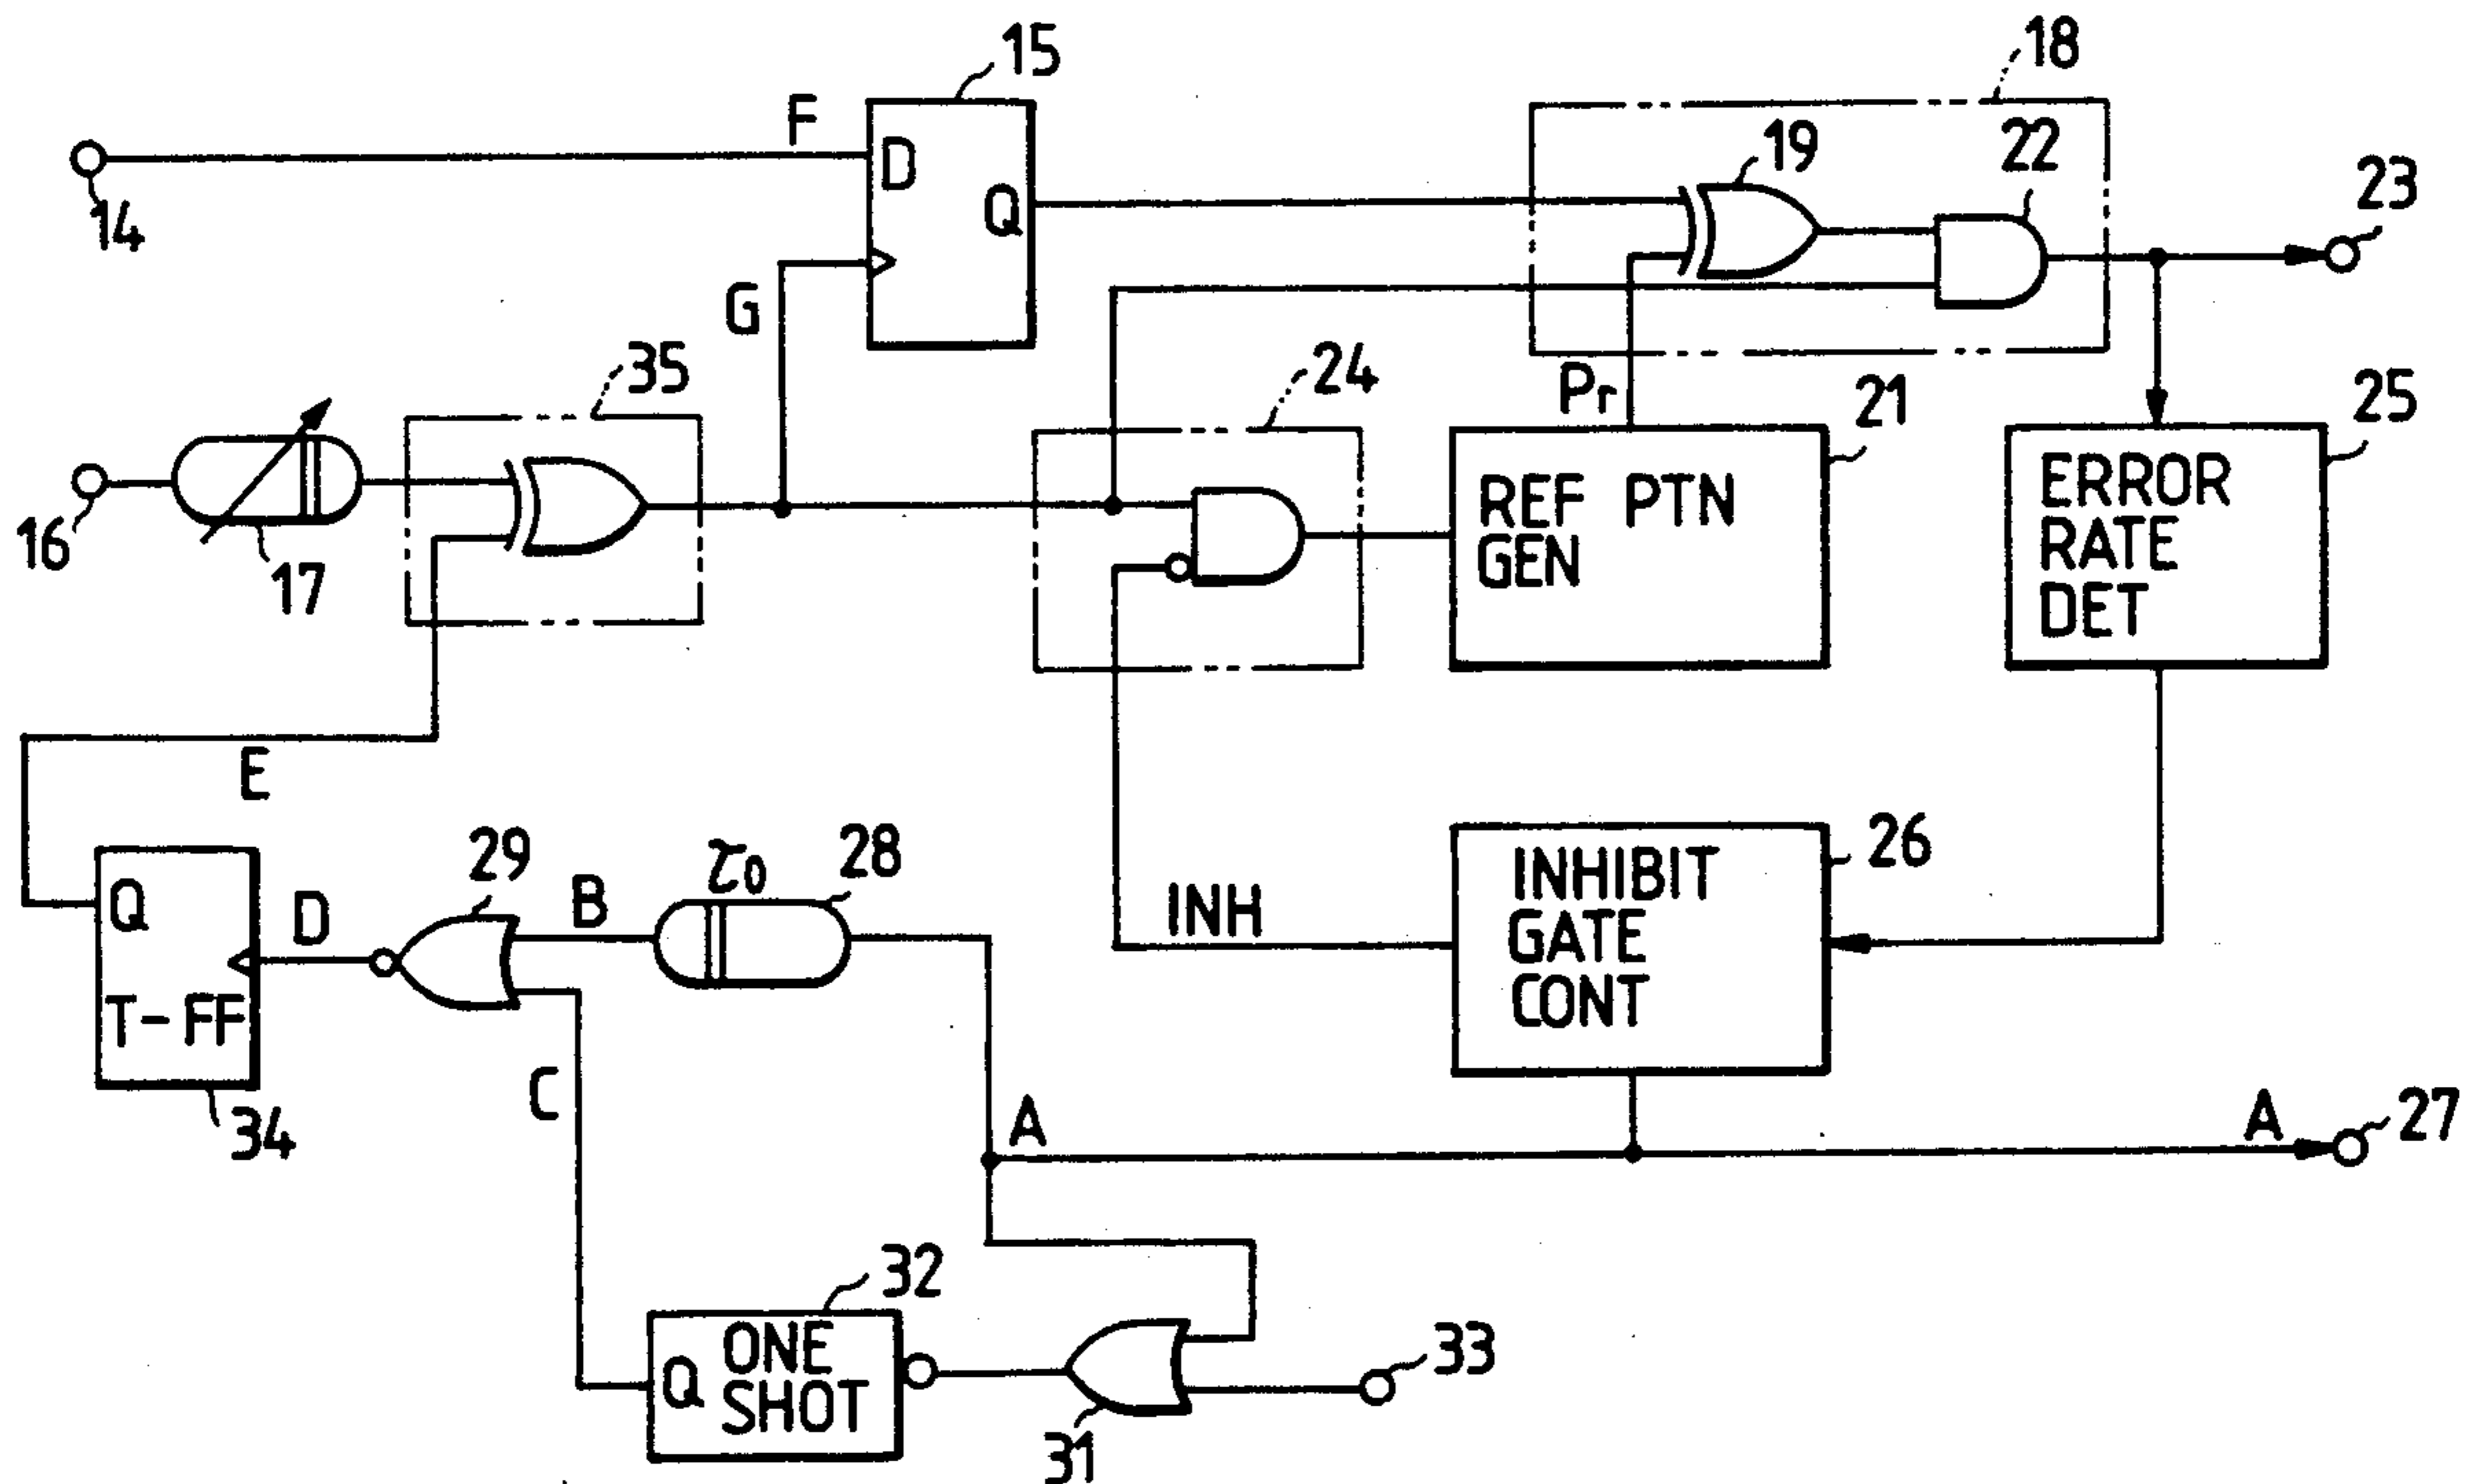 15
18
F
D
19
22
23
14
Q
G
35
24
Pr
21
25
16
17
REF PTN
GEN
ERROR
RATE
DET
E
29
τ0
28
26
Q
D
B
INH
INHIBIT
GATE
CONT
T-FF
C
34
A
A
27
32
ONE
SHOT
Q
33
31